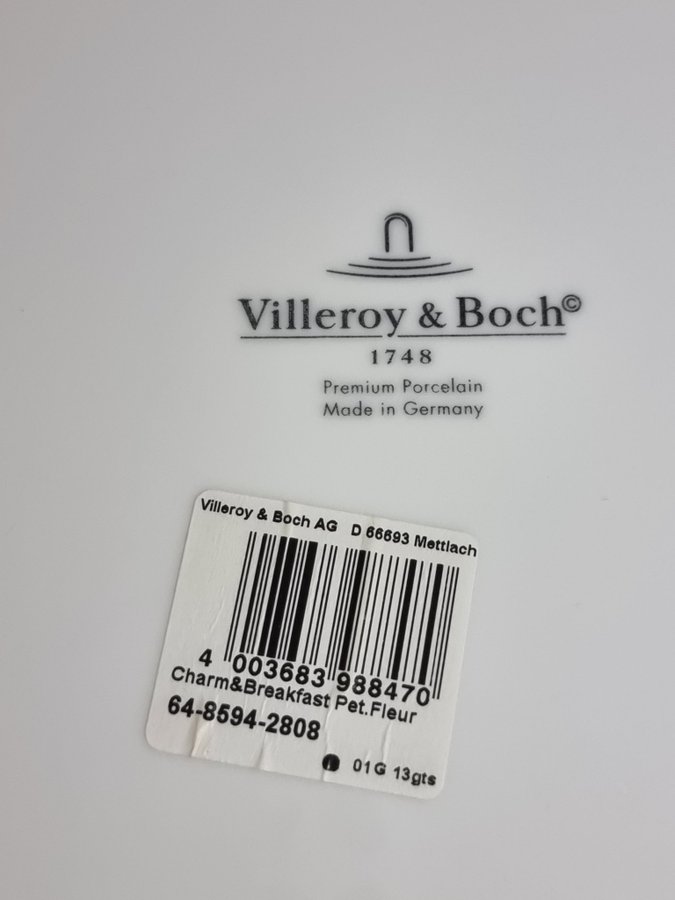 Villeroy & Boch©
1748
Premium Porcelain
Made in Germany
Villeroy & Boch AG D 66693 Mettlach
4 003683 988470
Charm&Breakfast Pet.Fleur
64-8594-2808
01G 13gts